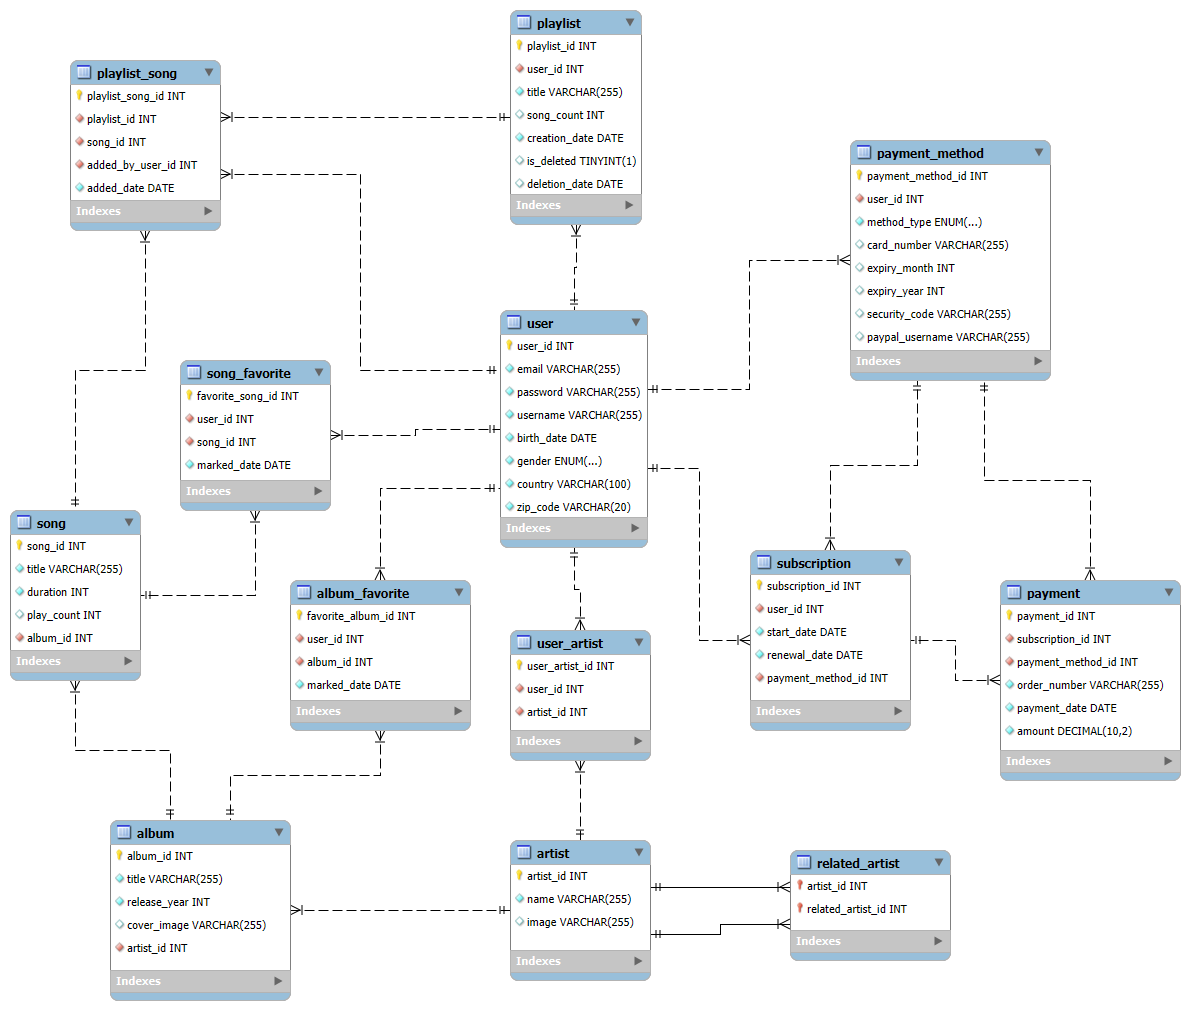 playlist
playlist_id INT
user_id INT
title VARCHAR(255)
song_count INT
creation_date DATE
is_deleted TINYINT(1)
deletion_date DATE
Indexes
playlist_song
playlist_song_id INT
playlist_id INT
song_id INT
added_by_user_id INT
added_date DATE
Indexes
payment_method
payment_method_id INT
user_id INT
method_type ENUM(...)
card_number VARCHAR(255)
expiry_month INT
expiry_year INT
security_code VARCHAR(255)
paypal_username VARCHAR(255)
Indexes
user
user_id INT
email VARCHAR(255)
password VARCHAR(255)
username VARCHAR(255)
birth_date DATE
gender ENUM(...)
country VARCHAR(100)
zip_code VARCHAR(20)
Indexes
song_favorite
favorite_song_id INT
user_id INT
song_id INT
marked_date DATE
Indexes
song
song_id INT
title VARCHAR(255)
duration INT
play_count INT
album_id INT
Indexes
album_favorite
favorite_album_id INT
user_id INT
album_id INT
marked_date DATE
Indexes
user_artist
user_artist_id INT
user_id INT
artist_id INT
Indexes
subscription
subscription_id INT
user_id INT
start_date DATE
renewal_date DATE
payment_method_id INT
Indexes
payment
payment_id INT
subscription_id INT
payment_method_id INT
order_number VARCHAR(255)
payment_date DATE
amount DECIMAL(10,2)
Indexes
album
album_id INT
title VARCHAR(255)
release_year INT
cover_image VARCHAR(255)
artist_id INT
Indexes
artist
artist_id INT
name VARCHAR(255)
image VARCHAR(255)
Indexes
related_artist
artist_id INT
related_artist_id INT
Indexes